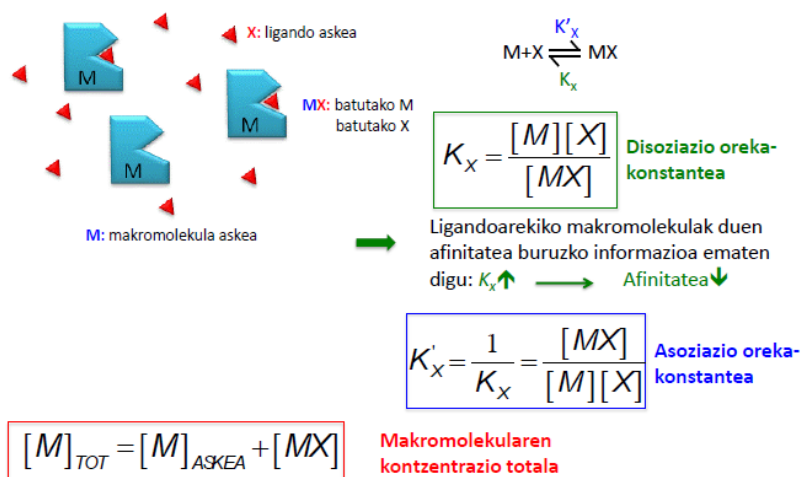 X: ligando askea
M
M
MX: batutako M
batutako X
M
M: makromolekula askea
K'X
M+X ⇌ MX
Kx
KX = [M][X] / [MX]
Disoziazio oreka-
konstantea
Ligandoarekiko makromolekulak duen
afinitatea buruzko informazioa ematen
digu: Kx↑ → Afinitatea↓
K'X = 1 / KX = [MX] / [M][X]
Asoziazio oreka-
konstantea
[M]TOT = [M]ASKEA + [MX]
Makromolekularen
kontzentrazio totala